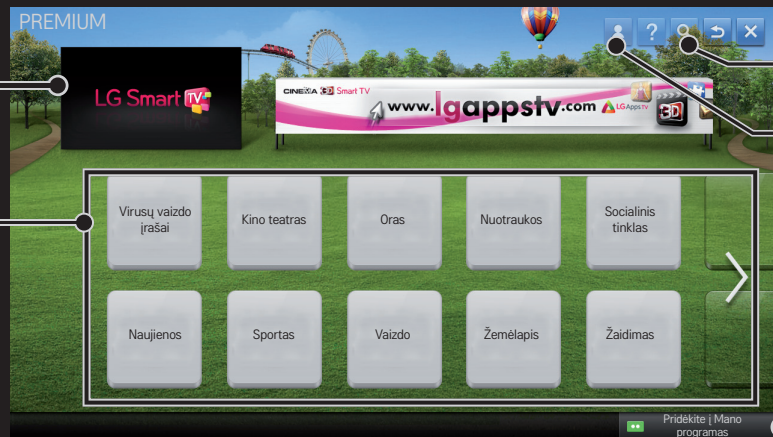 PREMIUM
?
LG Smart TV
CINEMA 3D Smart TV
www.lgappstv.com LG Apps TV
3D
Virusų vaizdo
įrašai
Kino teatras
Oras
Nuotraukos
Socialinis
tinklas
Naujienos
Sportas
Vaizdo
Žemėlapis
Žaidimas
Pridėkite į Mano
programas